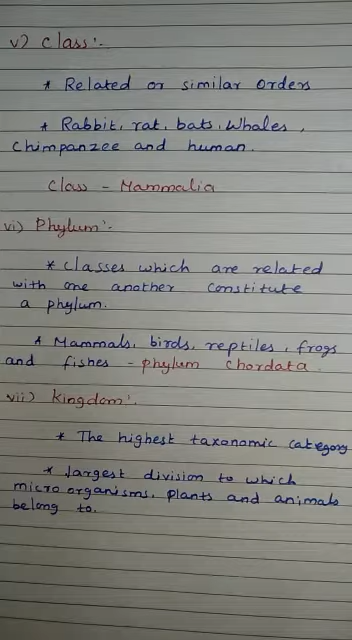 v) Class:-
* Related or similar orders
* Rabbit, rat, bats, Whales,
Chimpanzee and human.
Class - Mammalia
vi) Phylum:-
* Classes which are related
with one another constitute
a phylum.
* Mammals, birds, reptiles, frogs
and fishes - phylum chordata.
vii) Kingdom:
* The highest taxonomic category
* largest division to which
micro organisms, plants and animals
belong to.